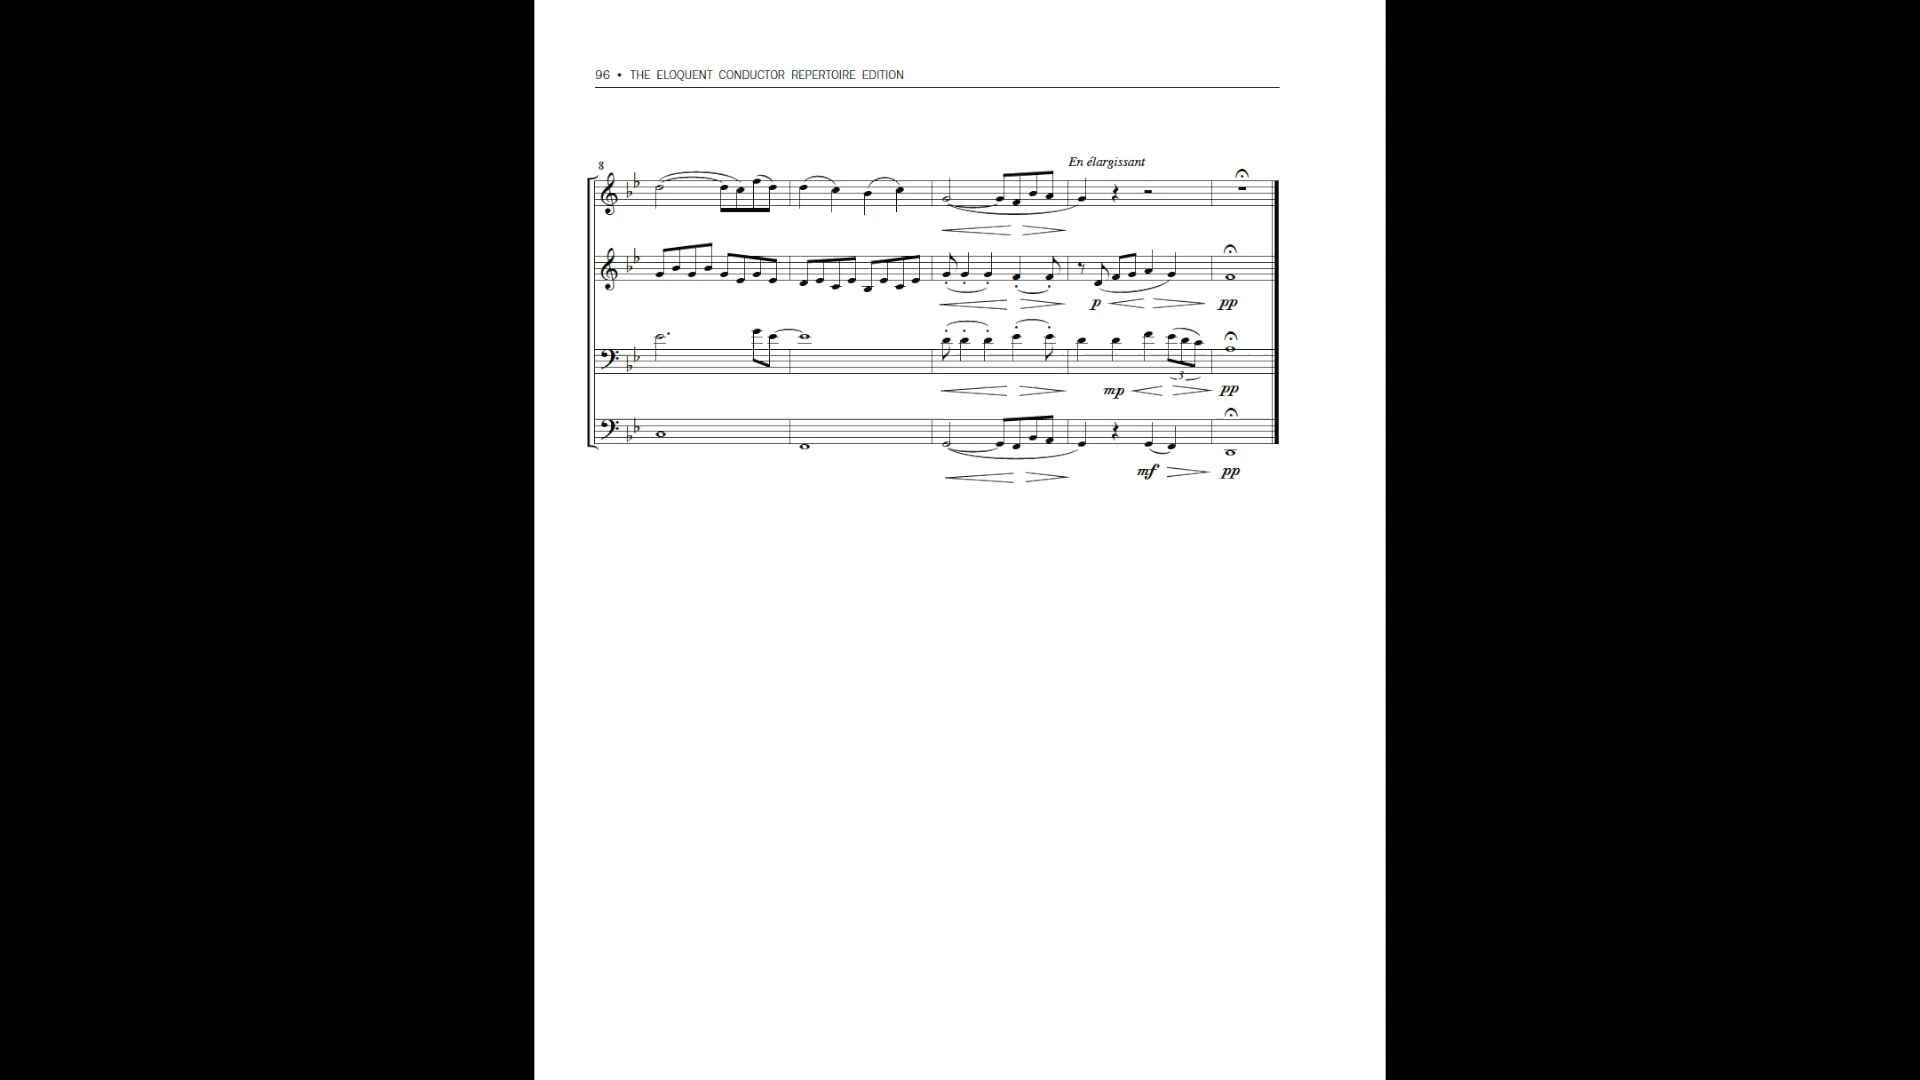 96 • THE ELOQUENT CONDUCTOR REPERTOIRE EDITION
8
En élargissant
p pp
3
mp pp
mf pp